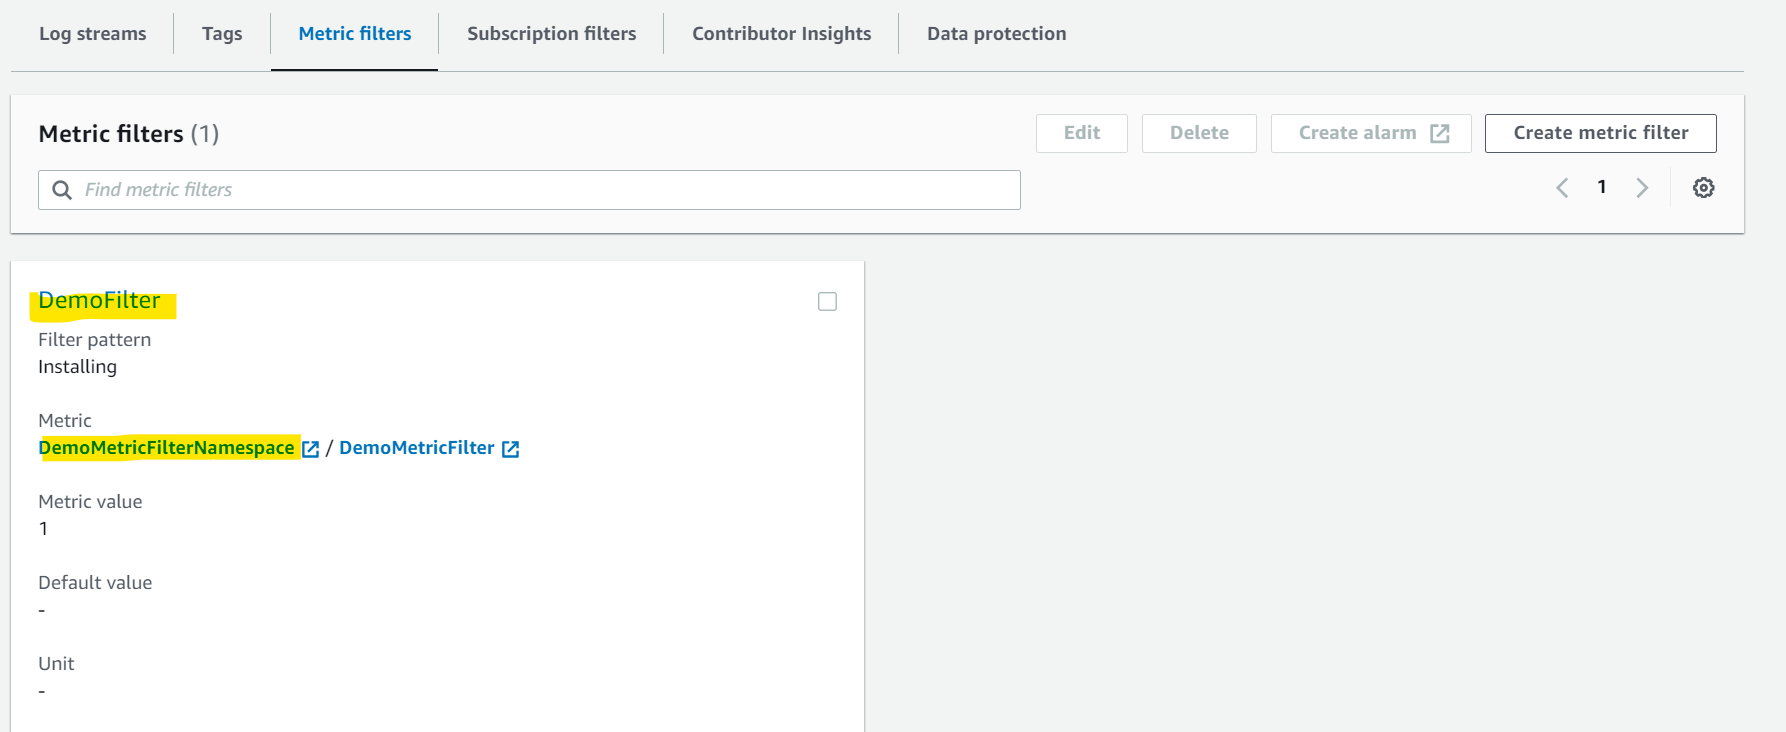 Log streams Tags Metric filters Subscription filters Contributor Insights Data protection
Metric filters (1) Edit Delete Create alarm Create metric filter
Find metric filters 1
DemoFilter
Filter pattern
Installing
Metric
DemoMetricFilterNamespace / DemoMetricFilter
Metric value
1
Default value
-
Unit
-